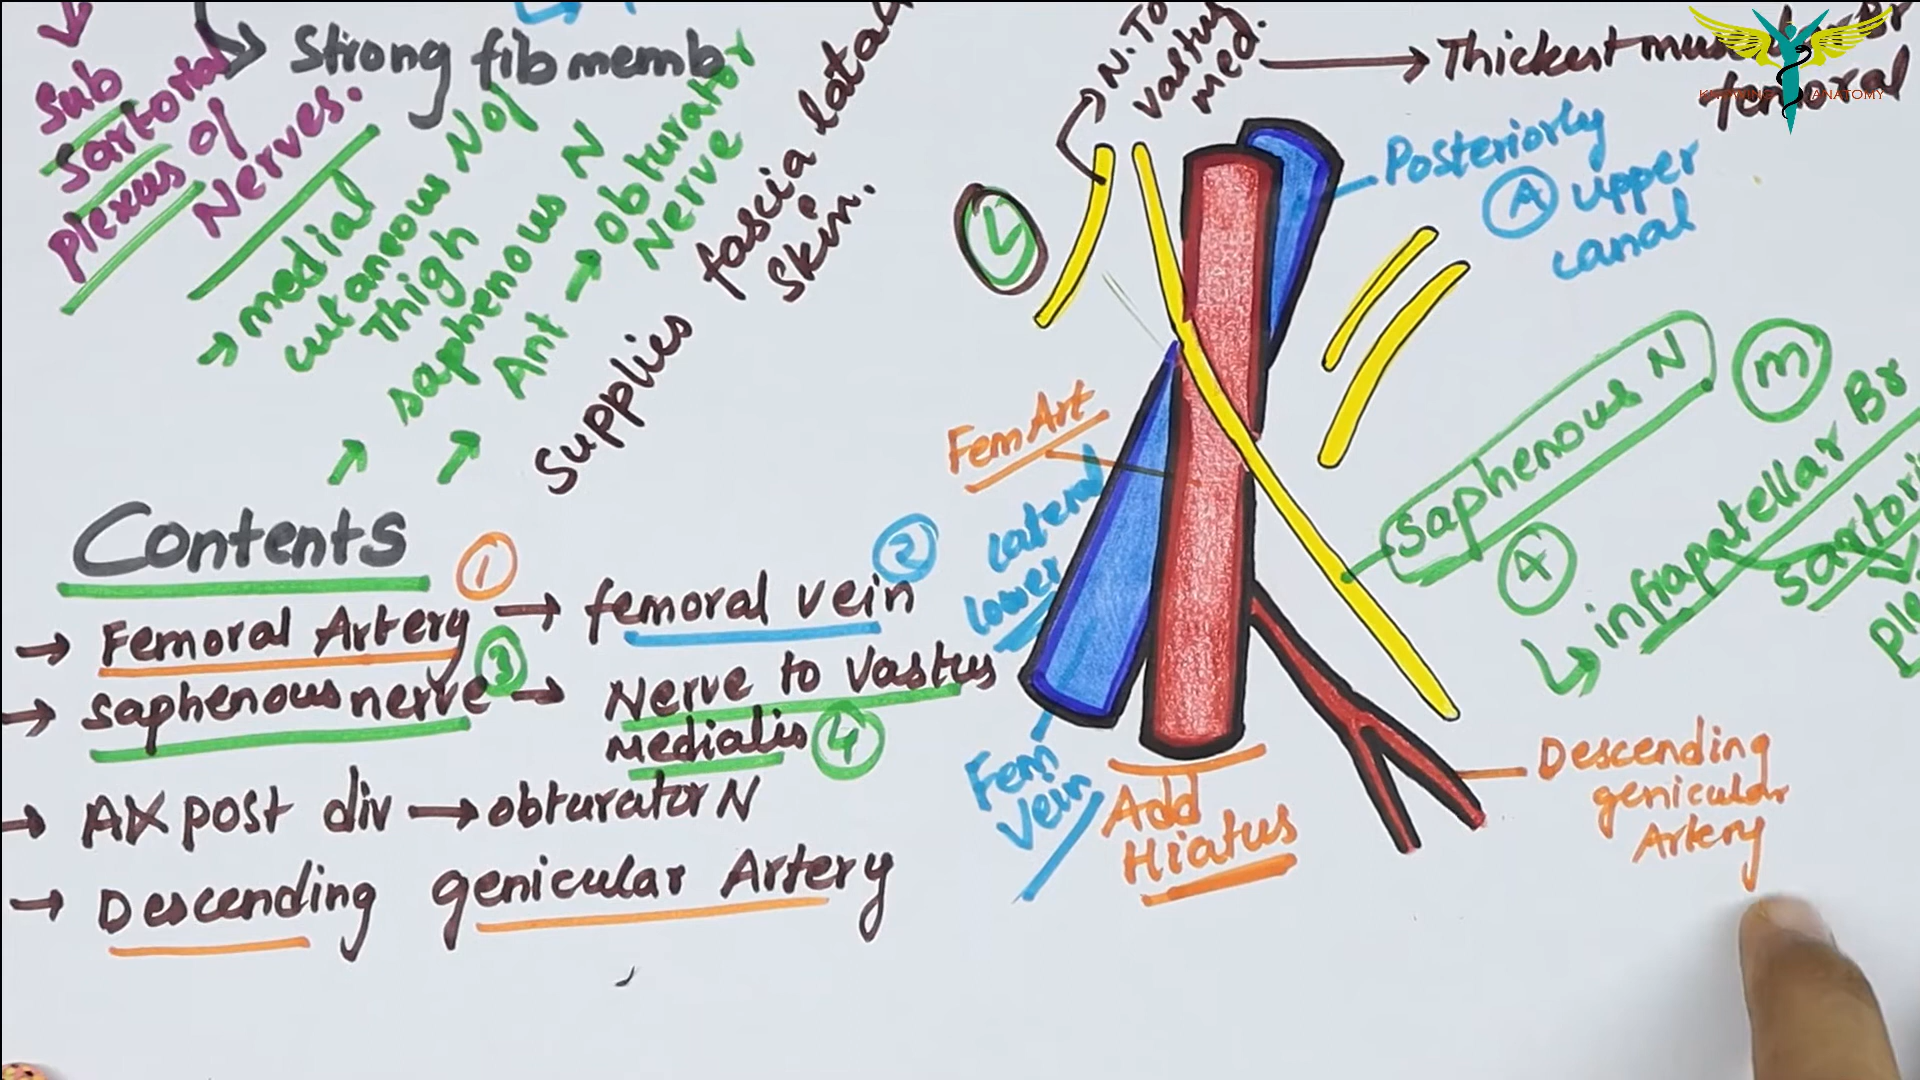 Sub
Sartorial
Plexus of
Nerves.
Strong fib memb
→ medial
cutaneous N of
Thigh
saphenous N
Ant → obturator
Nerve
Supplies fascia lata
Skin.
Contents
→ Femoral Artery ① → femoral vein ②
→ saphenous nerve ③ → Nerve to Vastus
medialis ④
→ AX post div → obturator N
→ Descending genicular Artery
N. To
Vastus
med.
→ Thickest
femoral
KNOWING ANATOMY
L
Posteriorly
A upper
canal
Fem Art
Lateral
lower
Fem
Vein
Add
Hiatus
saphenous N
M
A
infrapatellar Br
Descending
genicular
Artery